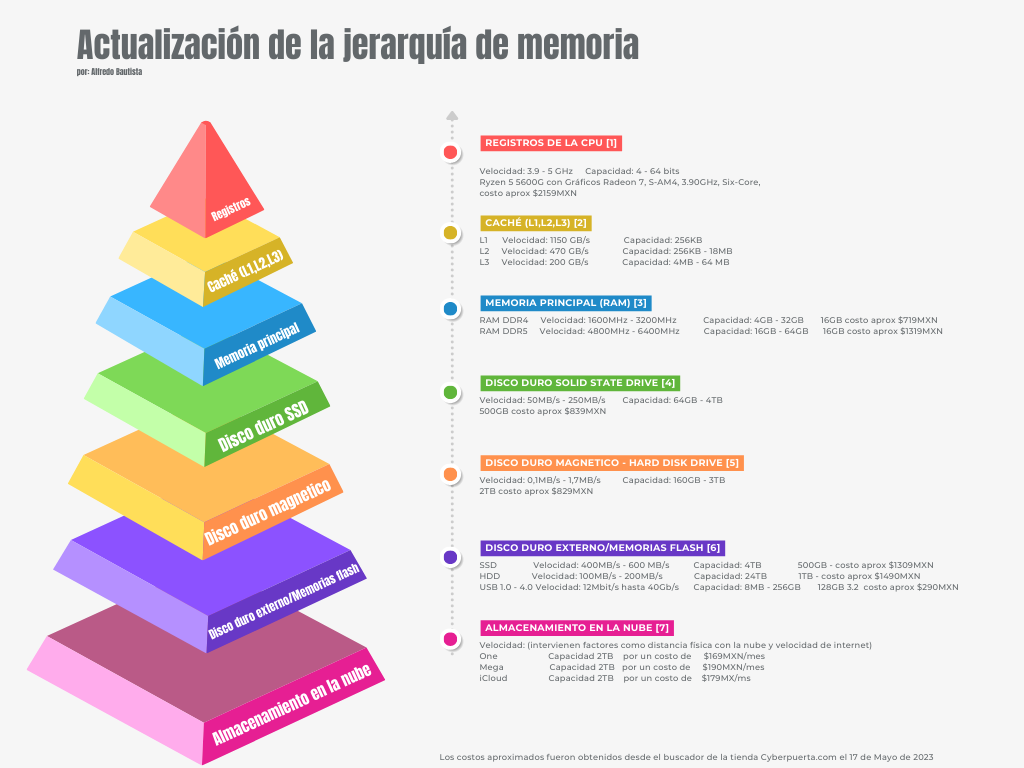 Actualización de la jerarquía de memoria
por: Alfredo Bautista
Registros
Caché (L1,L2,L3)
Memoria principal
Disco duro SSD
Disco duro magnetico
Disco duro externo/Memorias flash
Almacenamiento en la nube
REGISTROS DE LA CPU [1]
Velocidad: 3.9 - 5 GHz Capacidad: 4 - 64 bits
Ryzen 5 5600G con Gráficos Radeon 7, S-AM4, 3.90GHz, Six-Core,
costo aprox $2159MXN
CACHÉ (L1,L2,L3) [2]
L1 Velocidad: 1150 GB/s Capacidad: 256KB
L2 Velocidad: 470 GB/s Capacidad: 256KB - 18MB
L3 Velocidad: 200 GB/s Capacidad: 4MB - 64 MB
MEMORIA PRINCIPAL (RAM) [3]
RAM DDR4 Velocidad: 1600MHz - 3200MHz Capacidad: 4GB - 32GB 16GB costo aprox $719MXN
RAM DDR5 Velocidad: 4800MHz - 6400MHz Capacidad: 16GB - 64GB 16GB costo aprox $1319MXN
DISCO DURO SOLID STATE DRIVE [4]
Velocidad: 50MB/s - 250MB/s Capacidad: 64GB - 4TB
500GB costo aprox $839MXN
DISCO DURO MAGNETICO - HARD DISK DRIVE [5]
Velocidad: 0,1MB/s - 1,7MB/s Capacidad: 160GB - 3TB
2TB costo aprox $829MXN
DISCO DURO EXTERNO/MEMORIAS FLASH [6]
SSD Velocidad: 400MB/s - 600 MB/s Capacidad: 4TB 500GB - costo aprox $1309MXN
HDD Velocidad: 100MB/s - 200MB/s Capacidad: 24TB 1TB - costo aprox $1490MXN
USB 1.0 - 4.0 Velocidad: 12Mbit/s hasta 40Gb/s Capacidad: 8MB - 256GB 128GB 3.2 costo aprox $290MXN
ALMACENAMIENTO EN LA NUBE [7]
Velocidad: (intervienen factores como distancia física con la nube y velocidad de internet)
One Capacidad 2TB por un costo de $169MXN/mes
Mega Capacidad 2TB por un costo de $190MXN/mes
iCloud Capacidad 2TB por un costo de $179MX/ms
Los costos aproximados fueron obtenidos desde el buscador de la tienda Cyberpuerta.com el 17 de Mayo de 2023